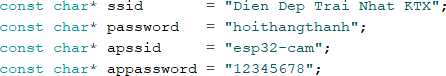 const char* ssid        = "Dien Dep Trai Nhat KTX";
const char* password    = "hoithangthanh";
const char* apssid      = "esp32-cam";
const char* appassword = "12345678";